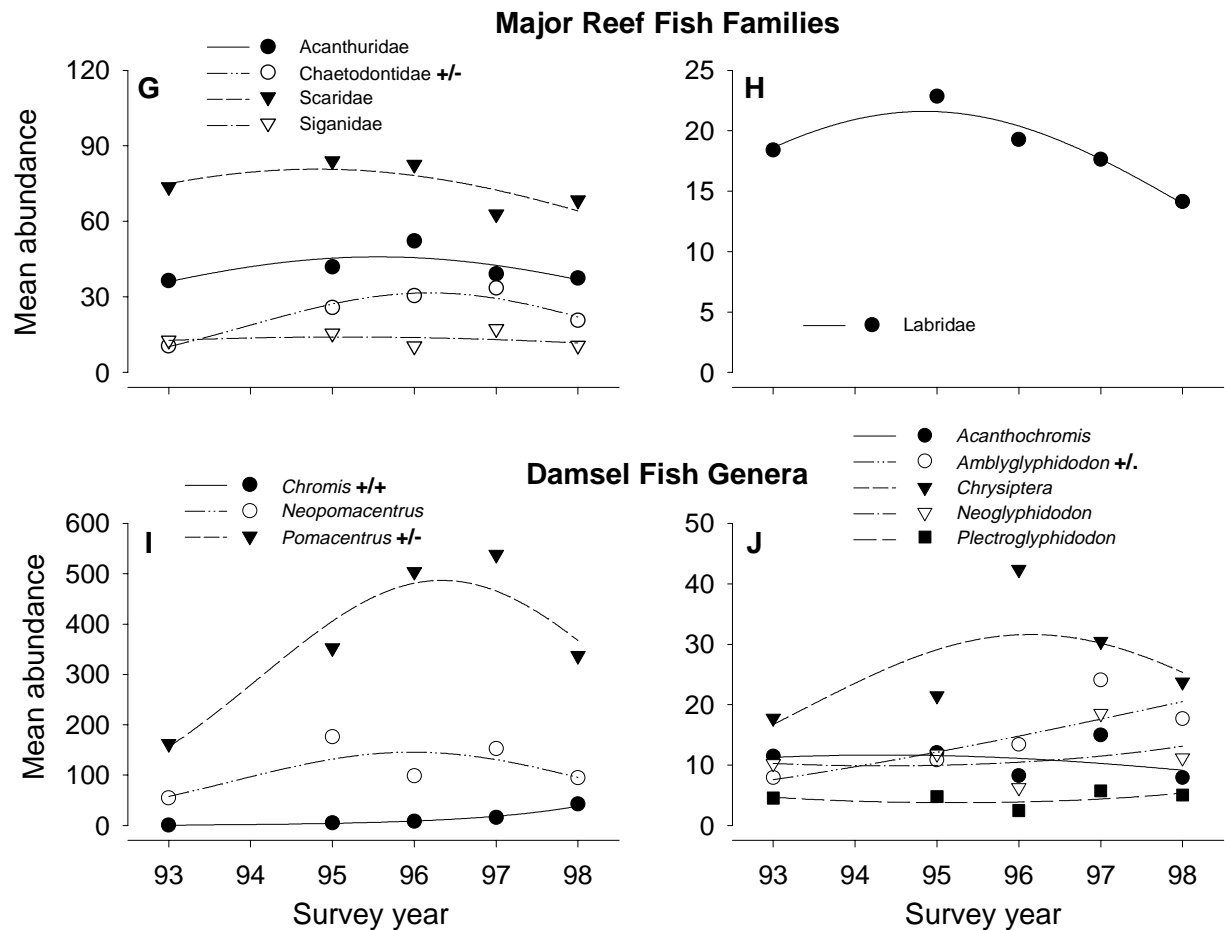 Major Reef Fish Families
Acanthuridae
Chaetodontidae +/-
Scaridae
Siganidae
G
120
90
60
30
0
Mean abundance
H
25
20
15
10
5
0
Labridae
Damsel Fish Genera
Chromis +/+
Neopomacentrus
Pomacentrus +/-
I
600
500
400
300
200
100
0
Mean abundance
93 94 95 96 97 98
Survey year
Acanthochromis
Amblyglyphidodon +/.
Chrysiptera
Neoglyphidodon
Plectroglyphidodon
J
50
40
30
20
10
0
93 94 95 96 97 98
Survey year